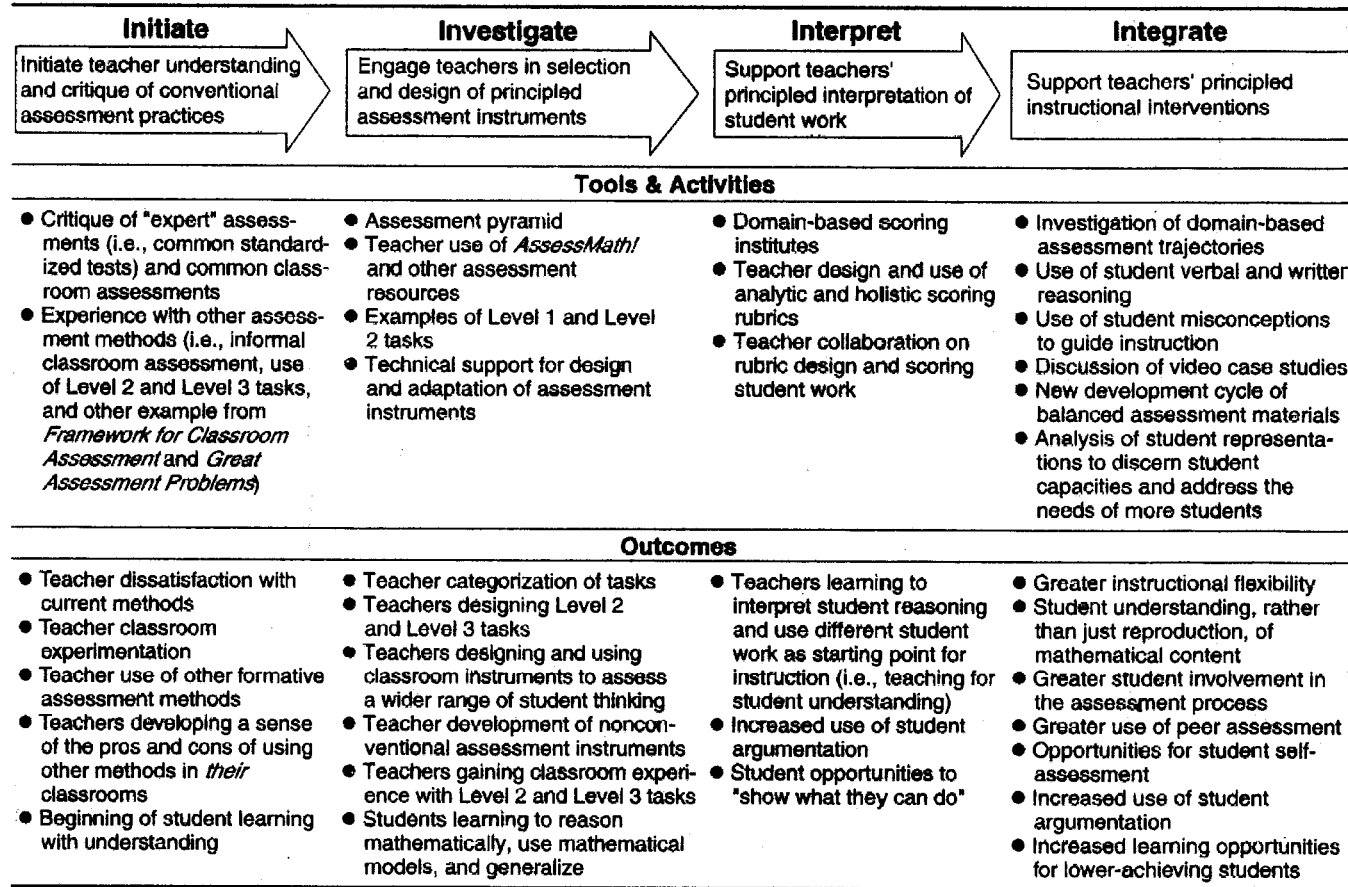 Initiate
Initiate teacher understanding
and critique of conventional
assessment practices
Investigate
Engage teachers in selection
and design of principled
assessment instruments
Interpret
Support teachers'
principled interpretation of
student work
Integrate
Support teachers' principled
instructional interventions
Tools & Activities
● Critique of "expert" assess-
ments (i.e., common standard-
ized tests) and common class-
room assessments
● Experience with other assess-
ment methods (i.e., informal
classroom assessment, use
of Level 2 and Level 3 tasks,
and other example from
Framework for Classroom
Assessment and Great
Assessment Problems)
● Assessment pyramid
● Teacher use of AssessMath!
and other assessment
resources
● Examples of Level 1 and Level
2 tasks
● Technical support for design
and adaptation of assessment
instruments
● Domain-based scoring
institutes
● Teacher design and use of
analytic and holistic scoring
rubrics
● Teacher collaboration on
rubric design and scoring
student work
● Investigation of domain-based
assessment trajectories
● Use of student verbal and written
reasoning
● Use of student misconceptions
to guide instruction
● Discussion of video case studies
● New development cycle of
balanced assessment materials
● Analysis of student representa-
tions to discern student
capacities and address the
needs of more students
Outcomes
● Teacher dissatisfaction with
current methods
● Teacher classroom
experimentation
● Teacher use of other formative
assessment methods
● Teachers developing a sense
of the pros and cons of using
other methods in their
classrooms
● Beginning of student learning
with understanding
● Teacher categorization of tasks
● Teachers designing Level 2
and Level 3 tasks
● Teachers designing and using
classroom instruments to assess
a wider range of student thinking
● Teacher development of noncon-
ventional assessment instruments
● Teachers gaining classroom experi-
ence with Level 2 and Level 3 tasks
● Students learning to reason
mathematically, use mathematical
models, and generalize
● Teachers learning to
interpret student reasoning
and use different student
work as starting point for
instruction (i.e., teaching for
student understanding)
● Increased use of student
argumentation
● Student opportunities to
"show what they can do"
● Greater instructional flexibility
● Student understanding, rather
than just reproduction, of
mathematical content
● Greater student involvement in
the assessment process
● Greater use of peer assessment
● Opportunities for student self-
assessment
● Increased use of student
argumentation
● Increased learning opportunities
for lower-achieving students